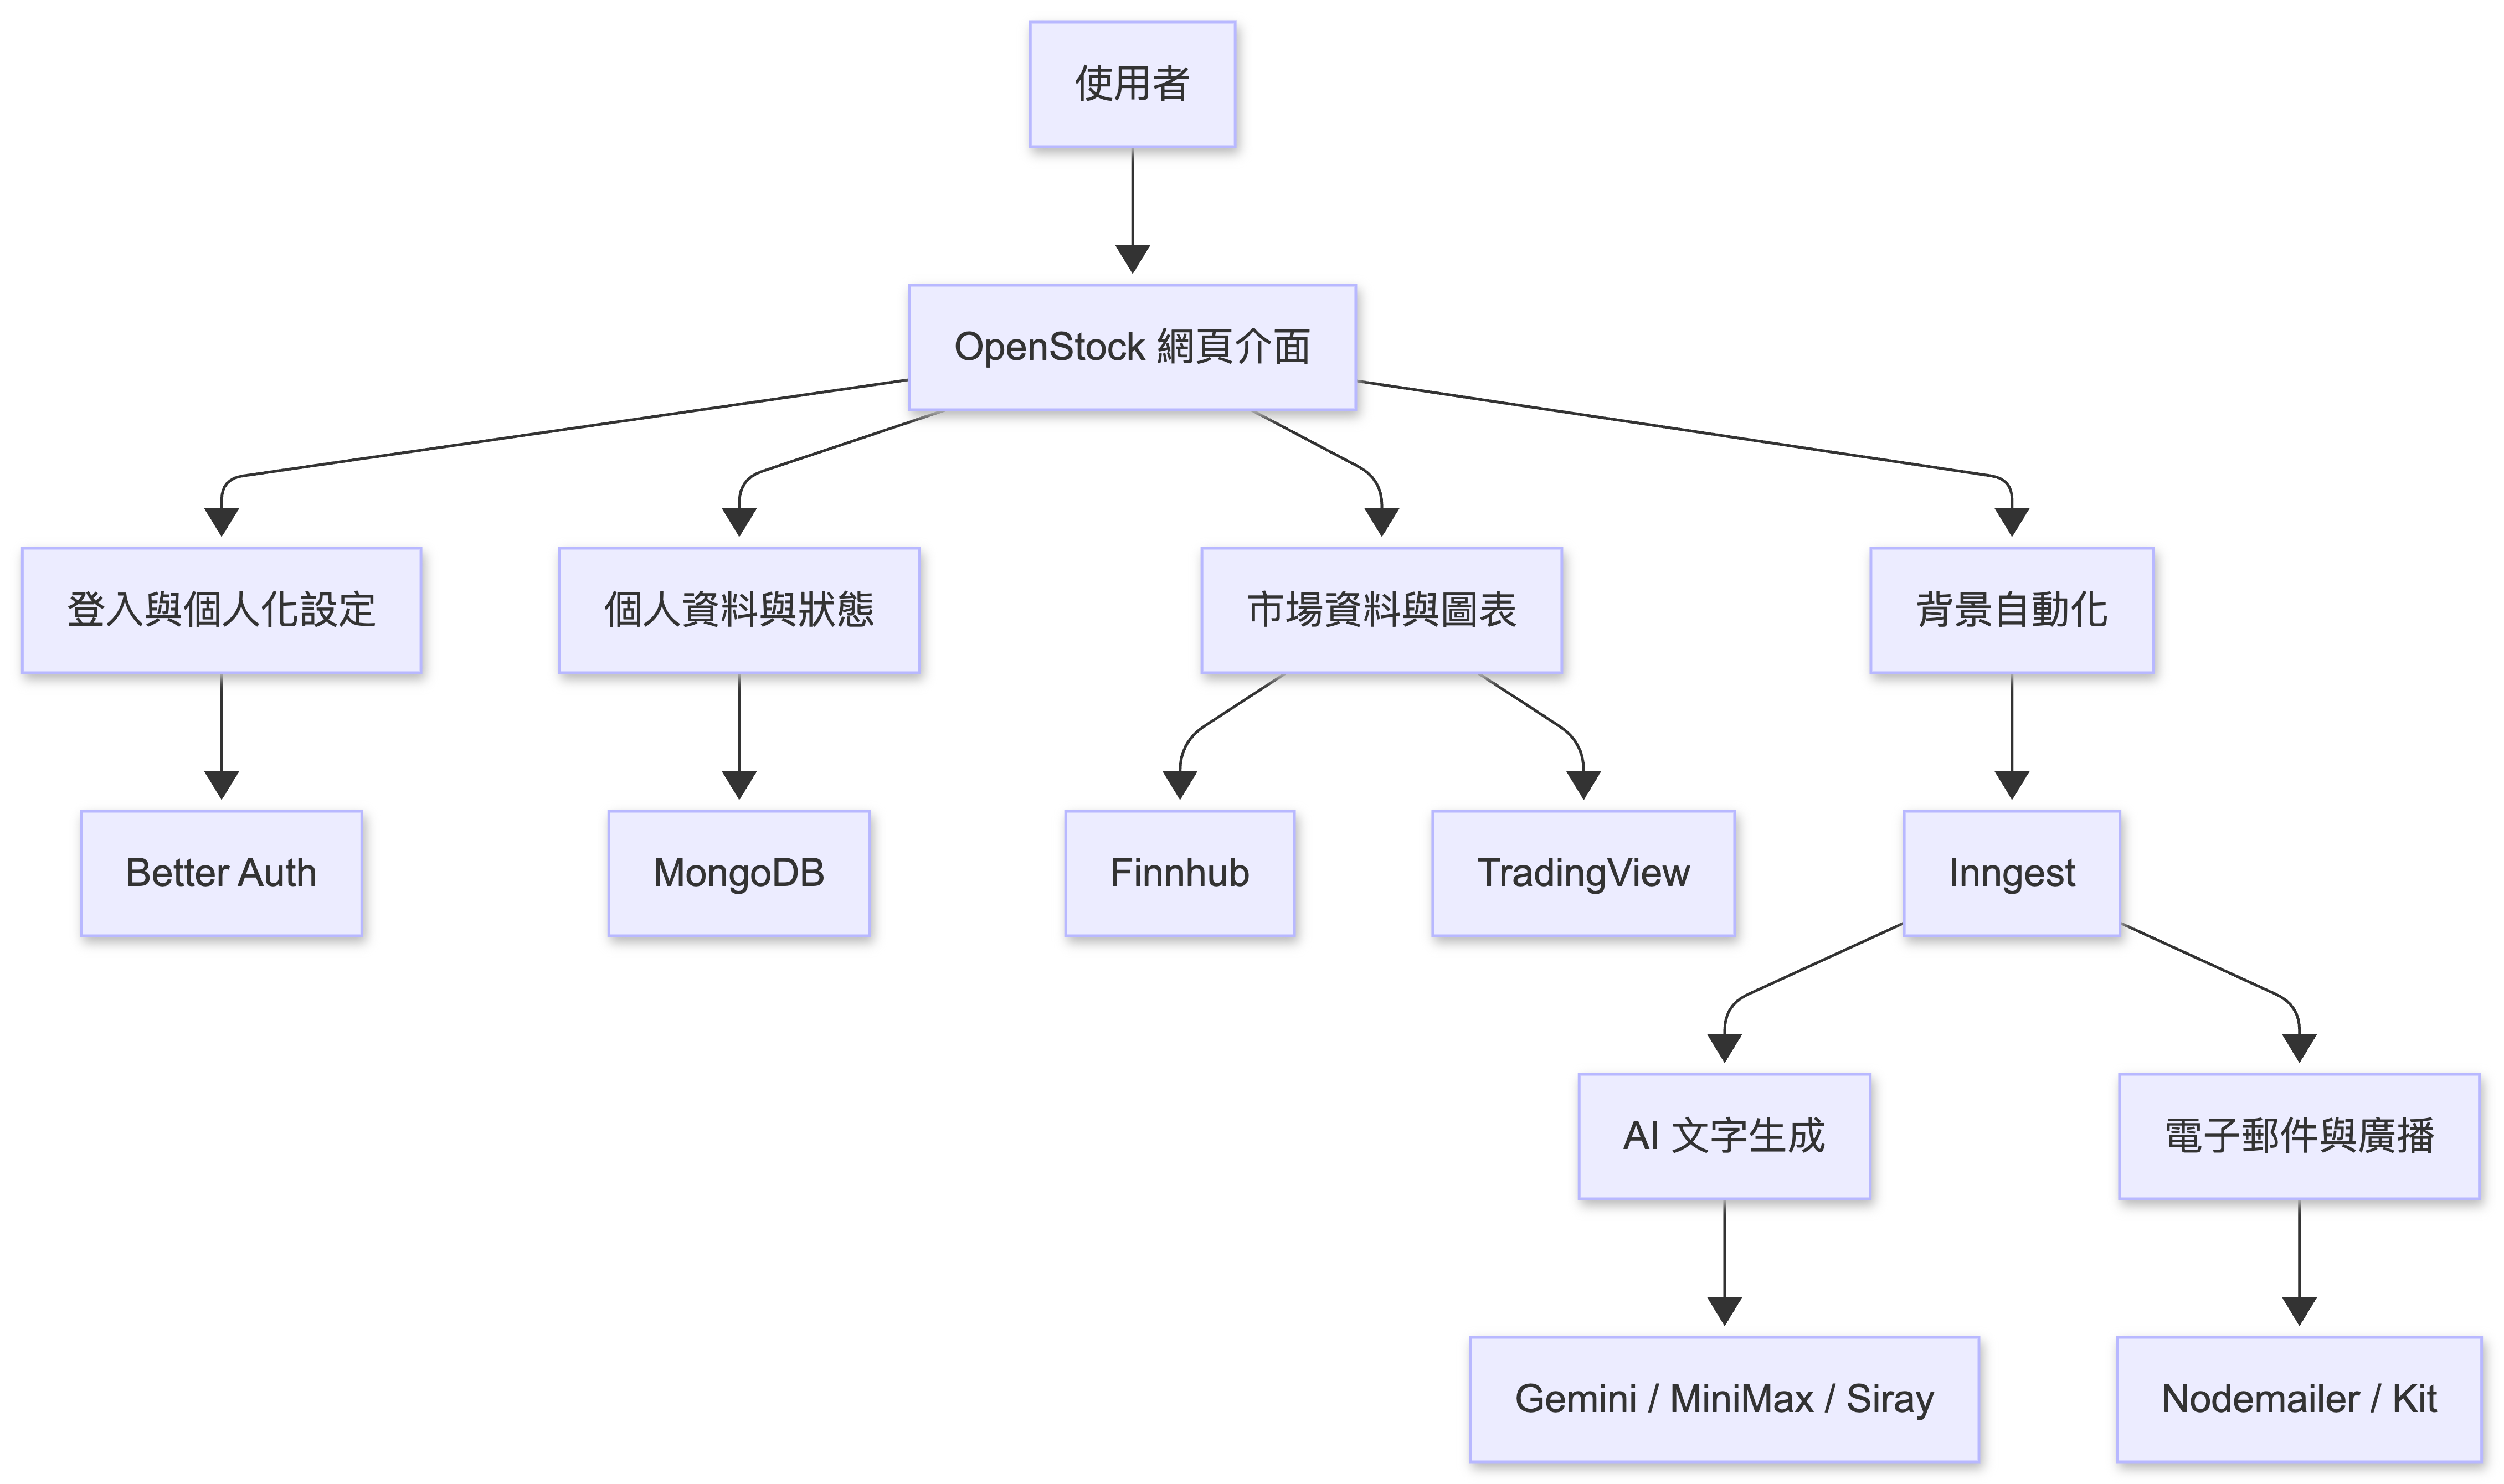 使用者
OpenStock 網頁介面
登入與個人化設定
個人資料與狀態
市場資料與圖表
背景自動化
Better Auth
MongoDB
Finnhub
TradingView
Inngest
AI 文字生成
電子郵件與廣播
Gemini / MiniMax / Siray
Nodemailer / Kit